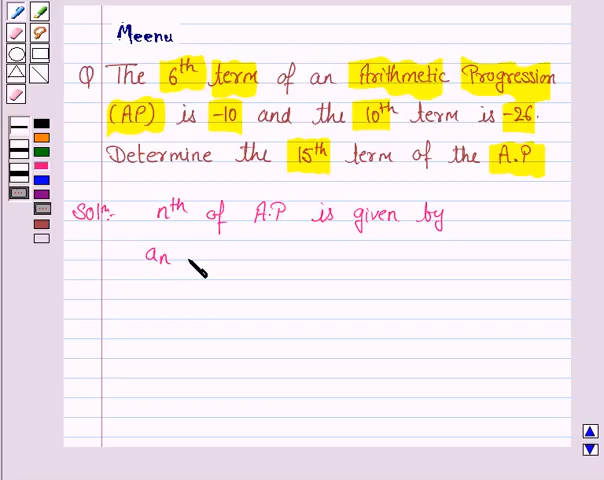 Meenu
Q The 6th term of an Arithmetic Progression
(AP) is -10 and the 10th term is -26.
Determine the 15th term of the A.P
Solⁿ:- nth of A.P is given by
an